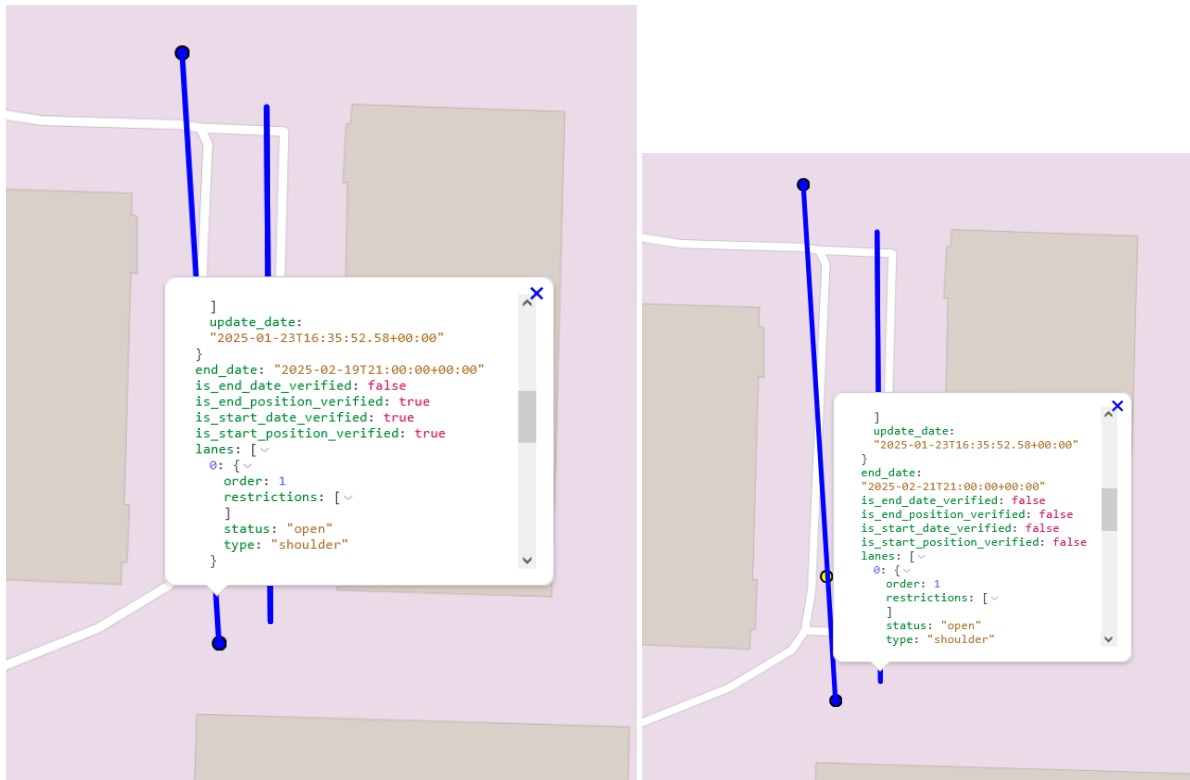 ✕
]
update_date:
"2025-01-23T16:35:52.58+00:00"
}
end_date: "2025-02-19T21:00:00+00:00"
is_end_date_verified: false
is_end_position_verified: true
is_start_date_verified: true
is_start_position_verified: true
lanes: [
0: {
order: 1
restrictions: [
]
status: "open"
type: "shoulder"
}
✕
]
update_date:
"2025-01-23T16:35:52.58+00:00"
}
end_date:
"2025-02-21T21:00:00+00:00"
is_end_date_verified: false
is_end_position_verified: false
is_start_date_verified: false
is_start_position_verified: false
lanes: [
0: {
order: 1
restrictions: [
]
status: "open"
type: "shoulder"